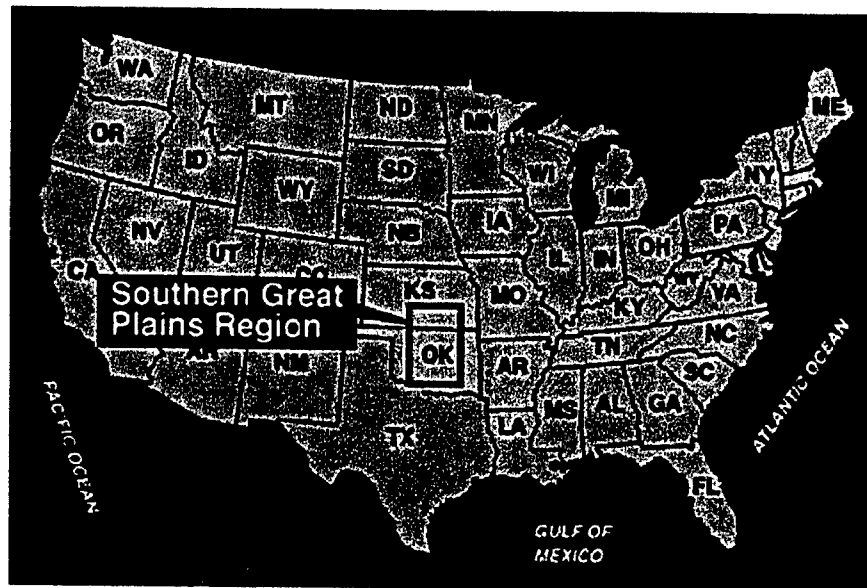 WA
MT
ND
MN
ME
OR
ID
SD
WI
MI
NY
WY
IA
PA
NV
NB
IL
IN
OH
UT
CA
KS
MO
WV
VA
Southern Great
Plains Region
KY
NC
TN
OK
AR
SC
NM
MS
AL
GA
TX
LA
FL
PACIFIC OCEAN
ATLANTIC OCEAN
GULF OF
MEXICO